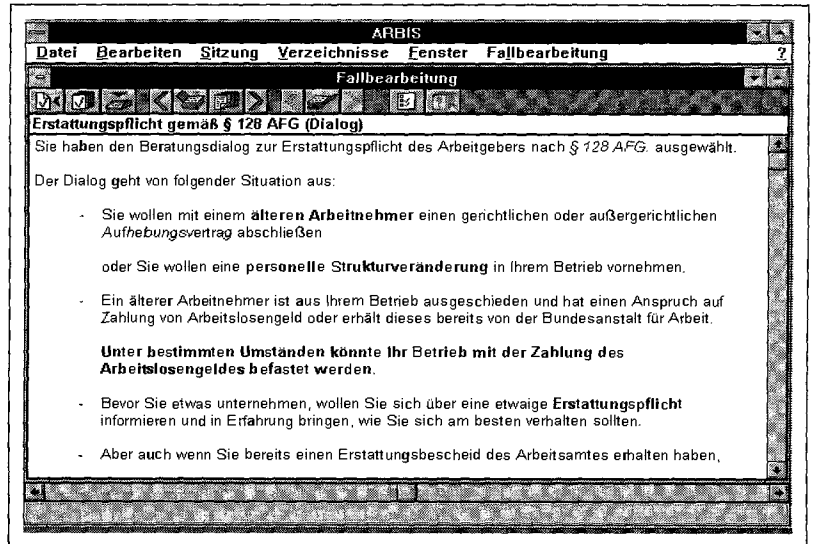 ARBIS
Datei Bearbeiten Sitzung Verzeichnisse Fenster Fallbearbeitung ?
Fallbearbeitung
Erstattungspflicht gemäß § 128 AFG (Dialog)
Sie haben den Beratungsdialog zur Erstattungspflicht des Arbeitgebers nach § 128 AFG. ausgewählt.
Der Dialog geht von folgender Situation aus:
- Sie wollen mit einem älteren Arbeitnehmer einen gerichtlichen oder außergerichtlichen
Aufhebungsvertrag abschließen
oder Sie wollen eine personelle Strukturveränderung in Ihrem Betrieb vornehmen.
- Ein älterer Arbeitnehmer ist aus Ihrem Betrieb ausgeschieden und hat einen Anspruch auf
Zahlung von Arbeitslosengeld oder erhält dieses bereits von der Bundesanstalt für Arbeit.
Unter bestimmten Umständen könnte Ihr Betrieb mit der Zahlung des
Arbeitslosengeldes belastet werden.
- Bevor Sie etwas unternehmen, wollen Sie sich über eine etwaige Erstattungspflicht
informieren und in Erfahrung bringen, wie Sie sich am besten verhalten sollten.
- Aber auch wenn Sie bereits einen Erstattungsbescheid des Arbeitsamtes erhalten haben,